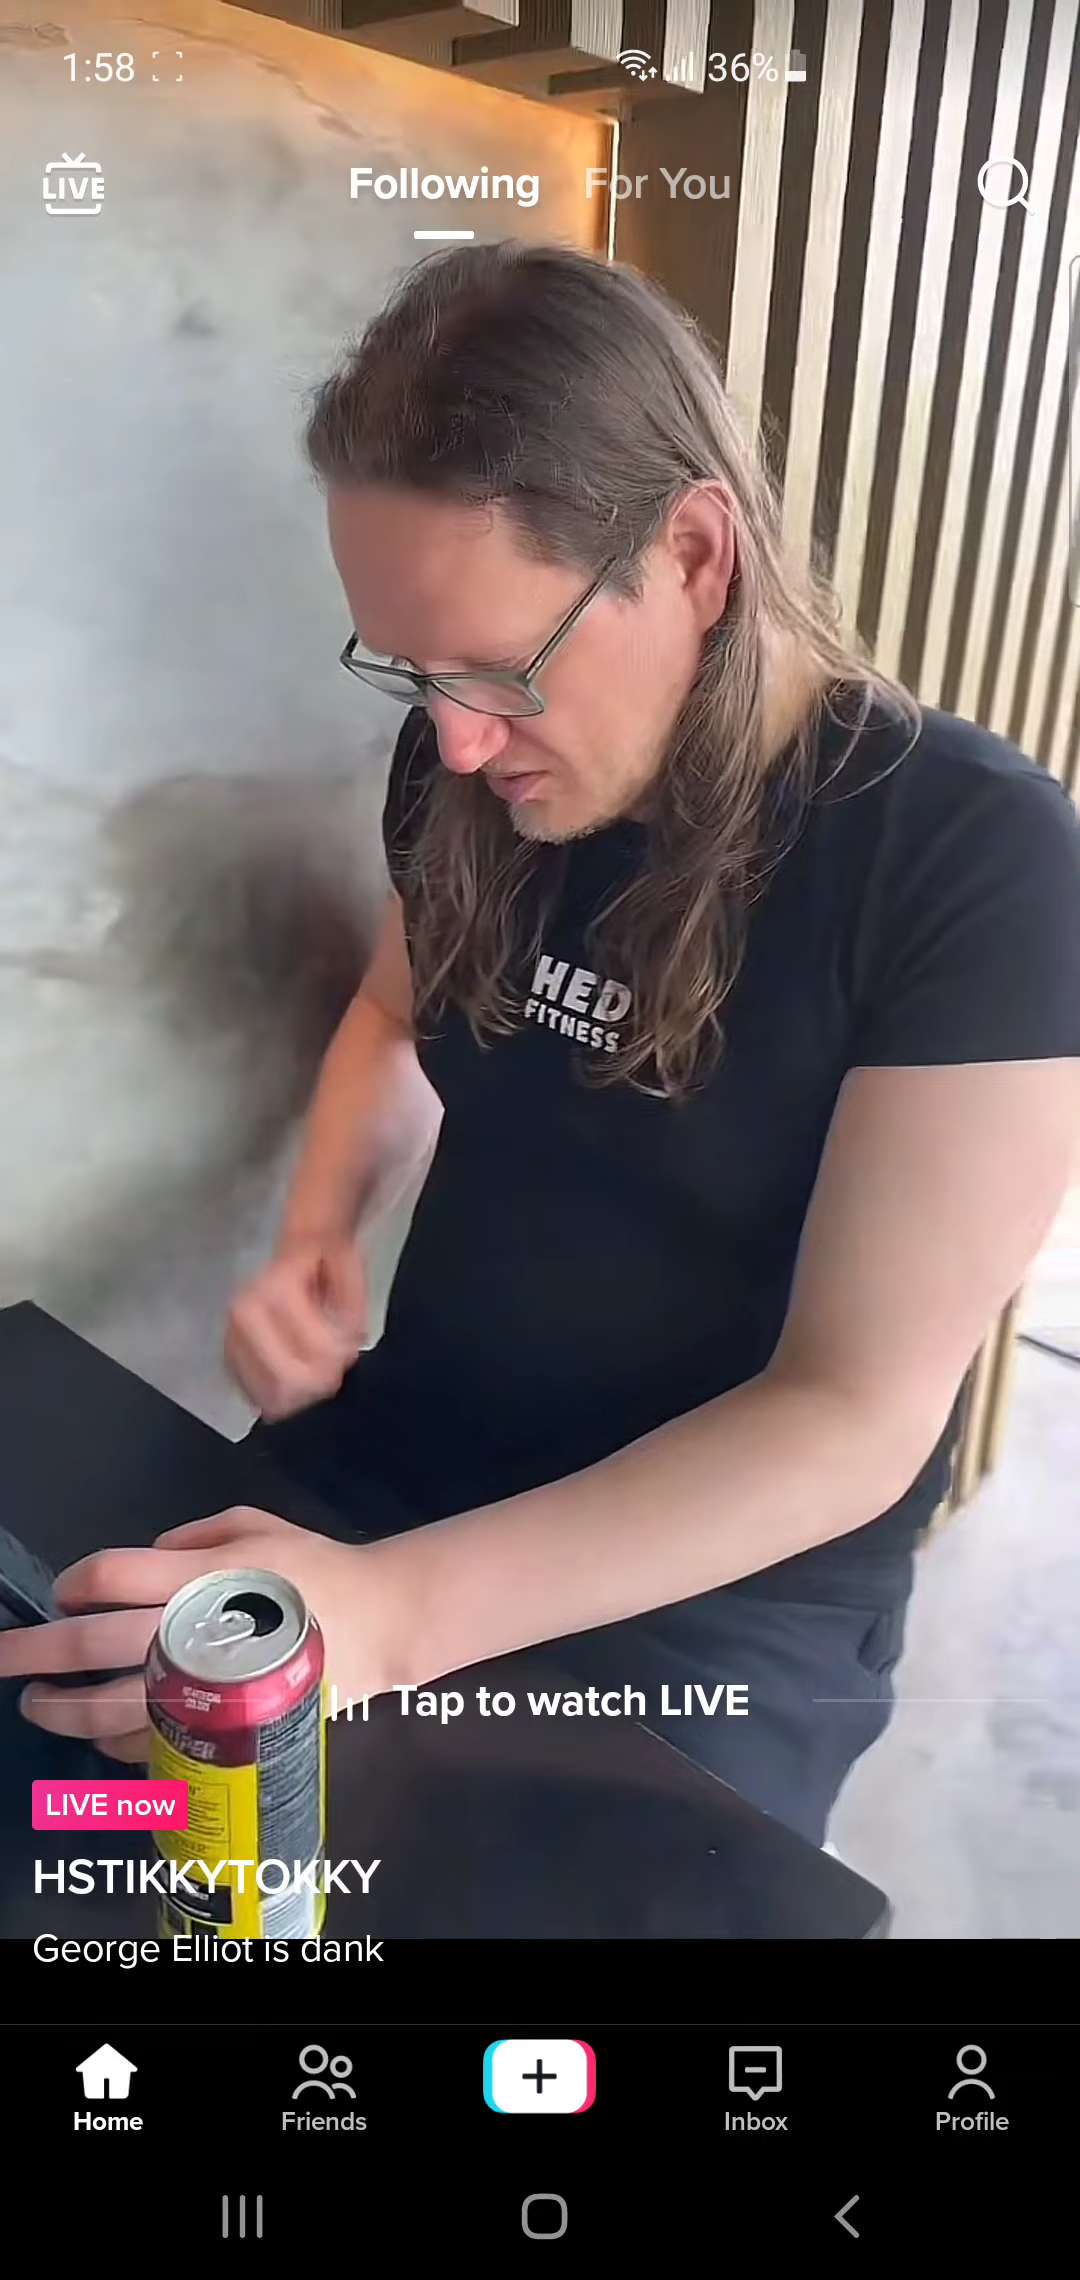 1:58 36%
LIVE Following For You
HED
FITNESS
Tap to watch LIVE
LIVE now
HSTIKKYTOKKY
George Elliot is dank
Home Friends Inbox Profile